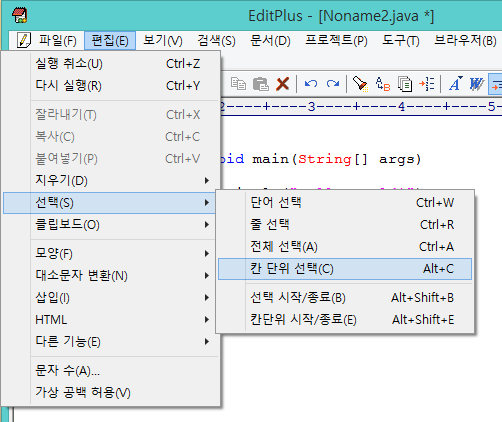 EditPlus - [Noname2.java *]
파일(F) 편집(E) 보기(V) 검색(S) 문서(D) 프로젝트(P) 도구(T) 브라우저(B)
실행 취소(U) Ctrl+Z
다시 실행(R) Ctrl+Y
잘라내기(T) Ctrl+X
복사(C) Ctrl+C
붙여넣기(P) Ctrl+V
지우기(D)
선택(S)
클립보드(O)
모양(F)
대소문자 변환(N)
삽입(I)
HTML
다른 기능(E)
문자 수(A)...
가상 공백 허용(V)
2----+----3----+----4----+----5-
oid main(String[] args)
단어 선택 Ctrl+W
줄 선택 Ctrl+R
전체 선택(A) Ctrl+A
칸 단위 선택(C) Alt+C
선택 시작/종료(B) Alt+Shift+B
칸단위 시작/종료(E) Alt+Shift+E